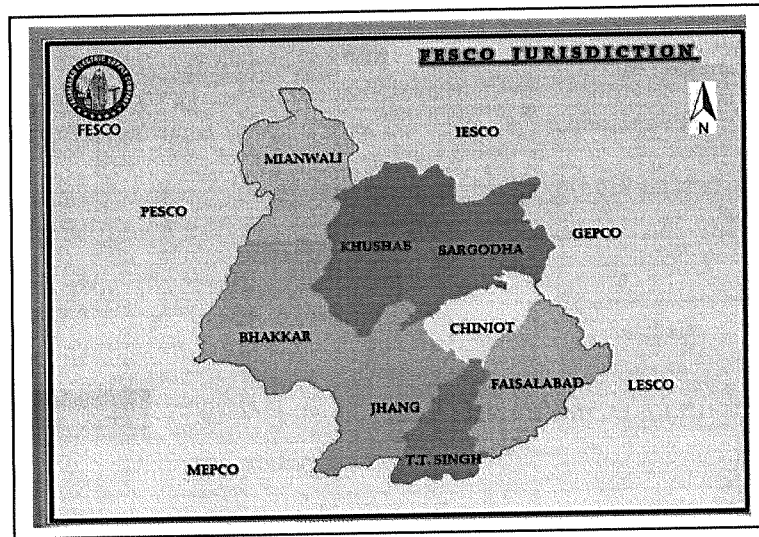 FESCO JURISDICTION
FESCO
N
IESCO
MIANWALI
PESCO
GEPCO
KHUSHAB
SARGODHA
CHINIOT
BHAKKAR
FAISALABAD
LESCO
JHANG
T.T. SINGH
MEPCO